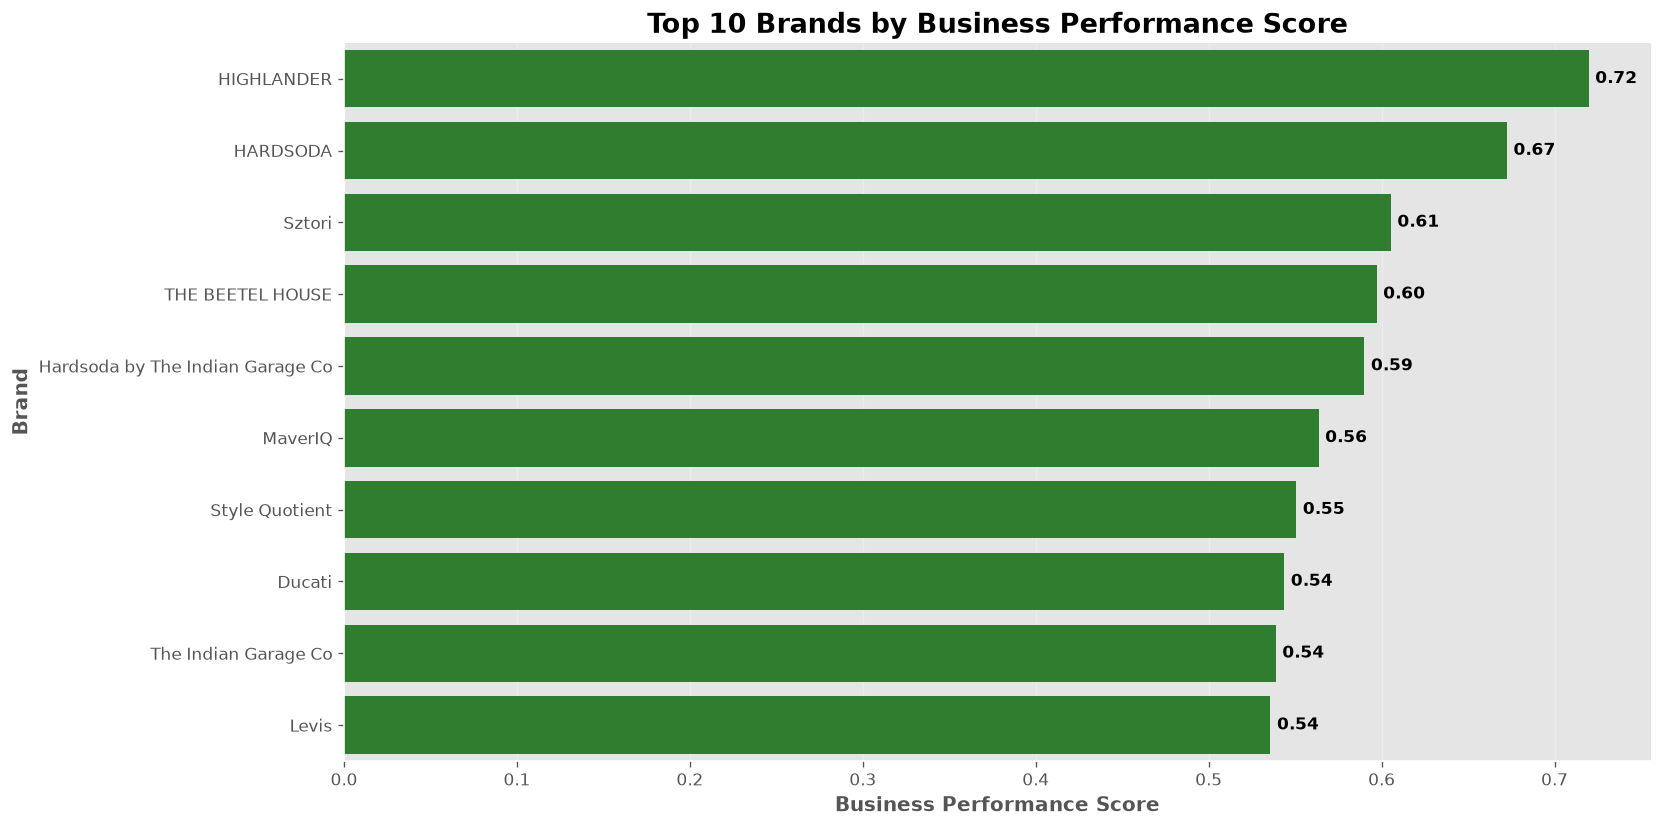 Top 10 Brands by Business Performance Score
HIGHLANDER 0.72
HARDSODA 0.67
Sztori 0.61
THE BEETEL HOUSE 0.60
Hardsoda by The Indian Garage Co 0.59
MaverIQ 0.56
Style Quotient 0.55
Ducati 0.54
The Indian Garage Co 0.54
Levis 0.54
Brand
0.0 0.1 0.2 0.3 0.4 0.5 0.6 0.7
Business Performance Score